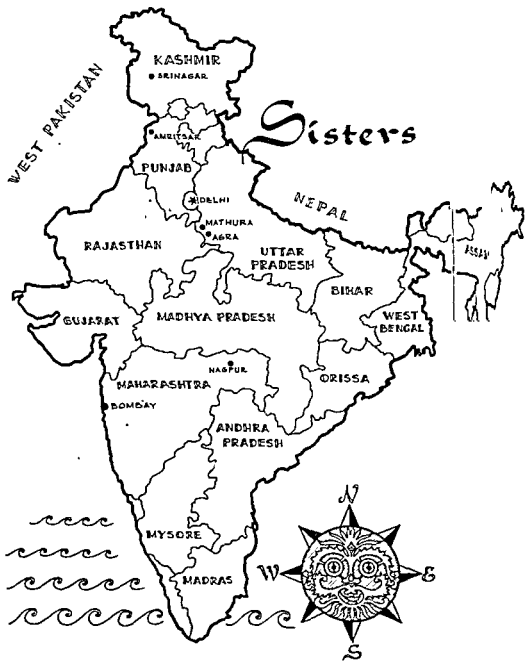 KASHMIR
SRINAGAR
WEST PAKISTAN
Sisters
AMRITSAR
PUNJAB
DELHI
NEPAL
MATHURA
AGRA
RAJASTHAN
UTTAR
PRADESH
ASSAM
BIHAR
GUJARAT
MADHYA PRADESH
WEST
BENGAL
NAGPUR
MAHARASHTRA
ORISSA
BOMBAY
ANDHRA
PRADESH
N
MYSORE
W
E
MADRAS
S